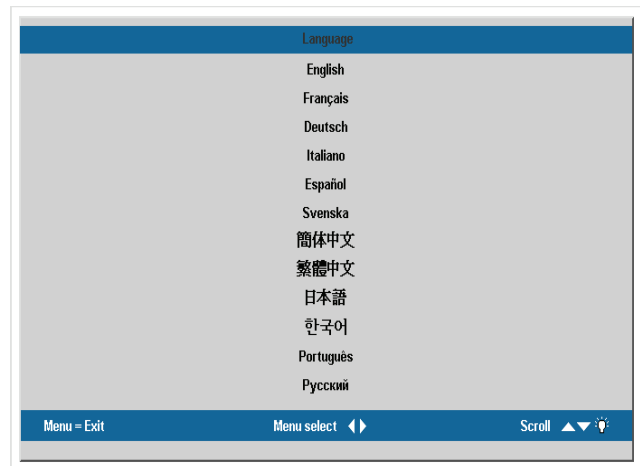 Language
English
Français
Deutsch
Italiano
Español
Svenska
簡体中文
繁體中文
日本語
한국어
Português
Русский
Menu = Exit Menu select Scroll